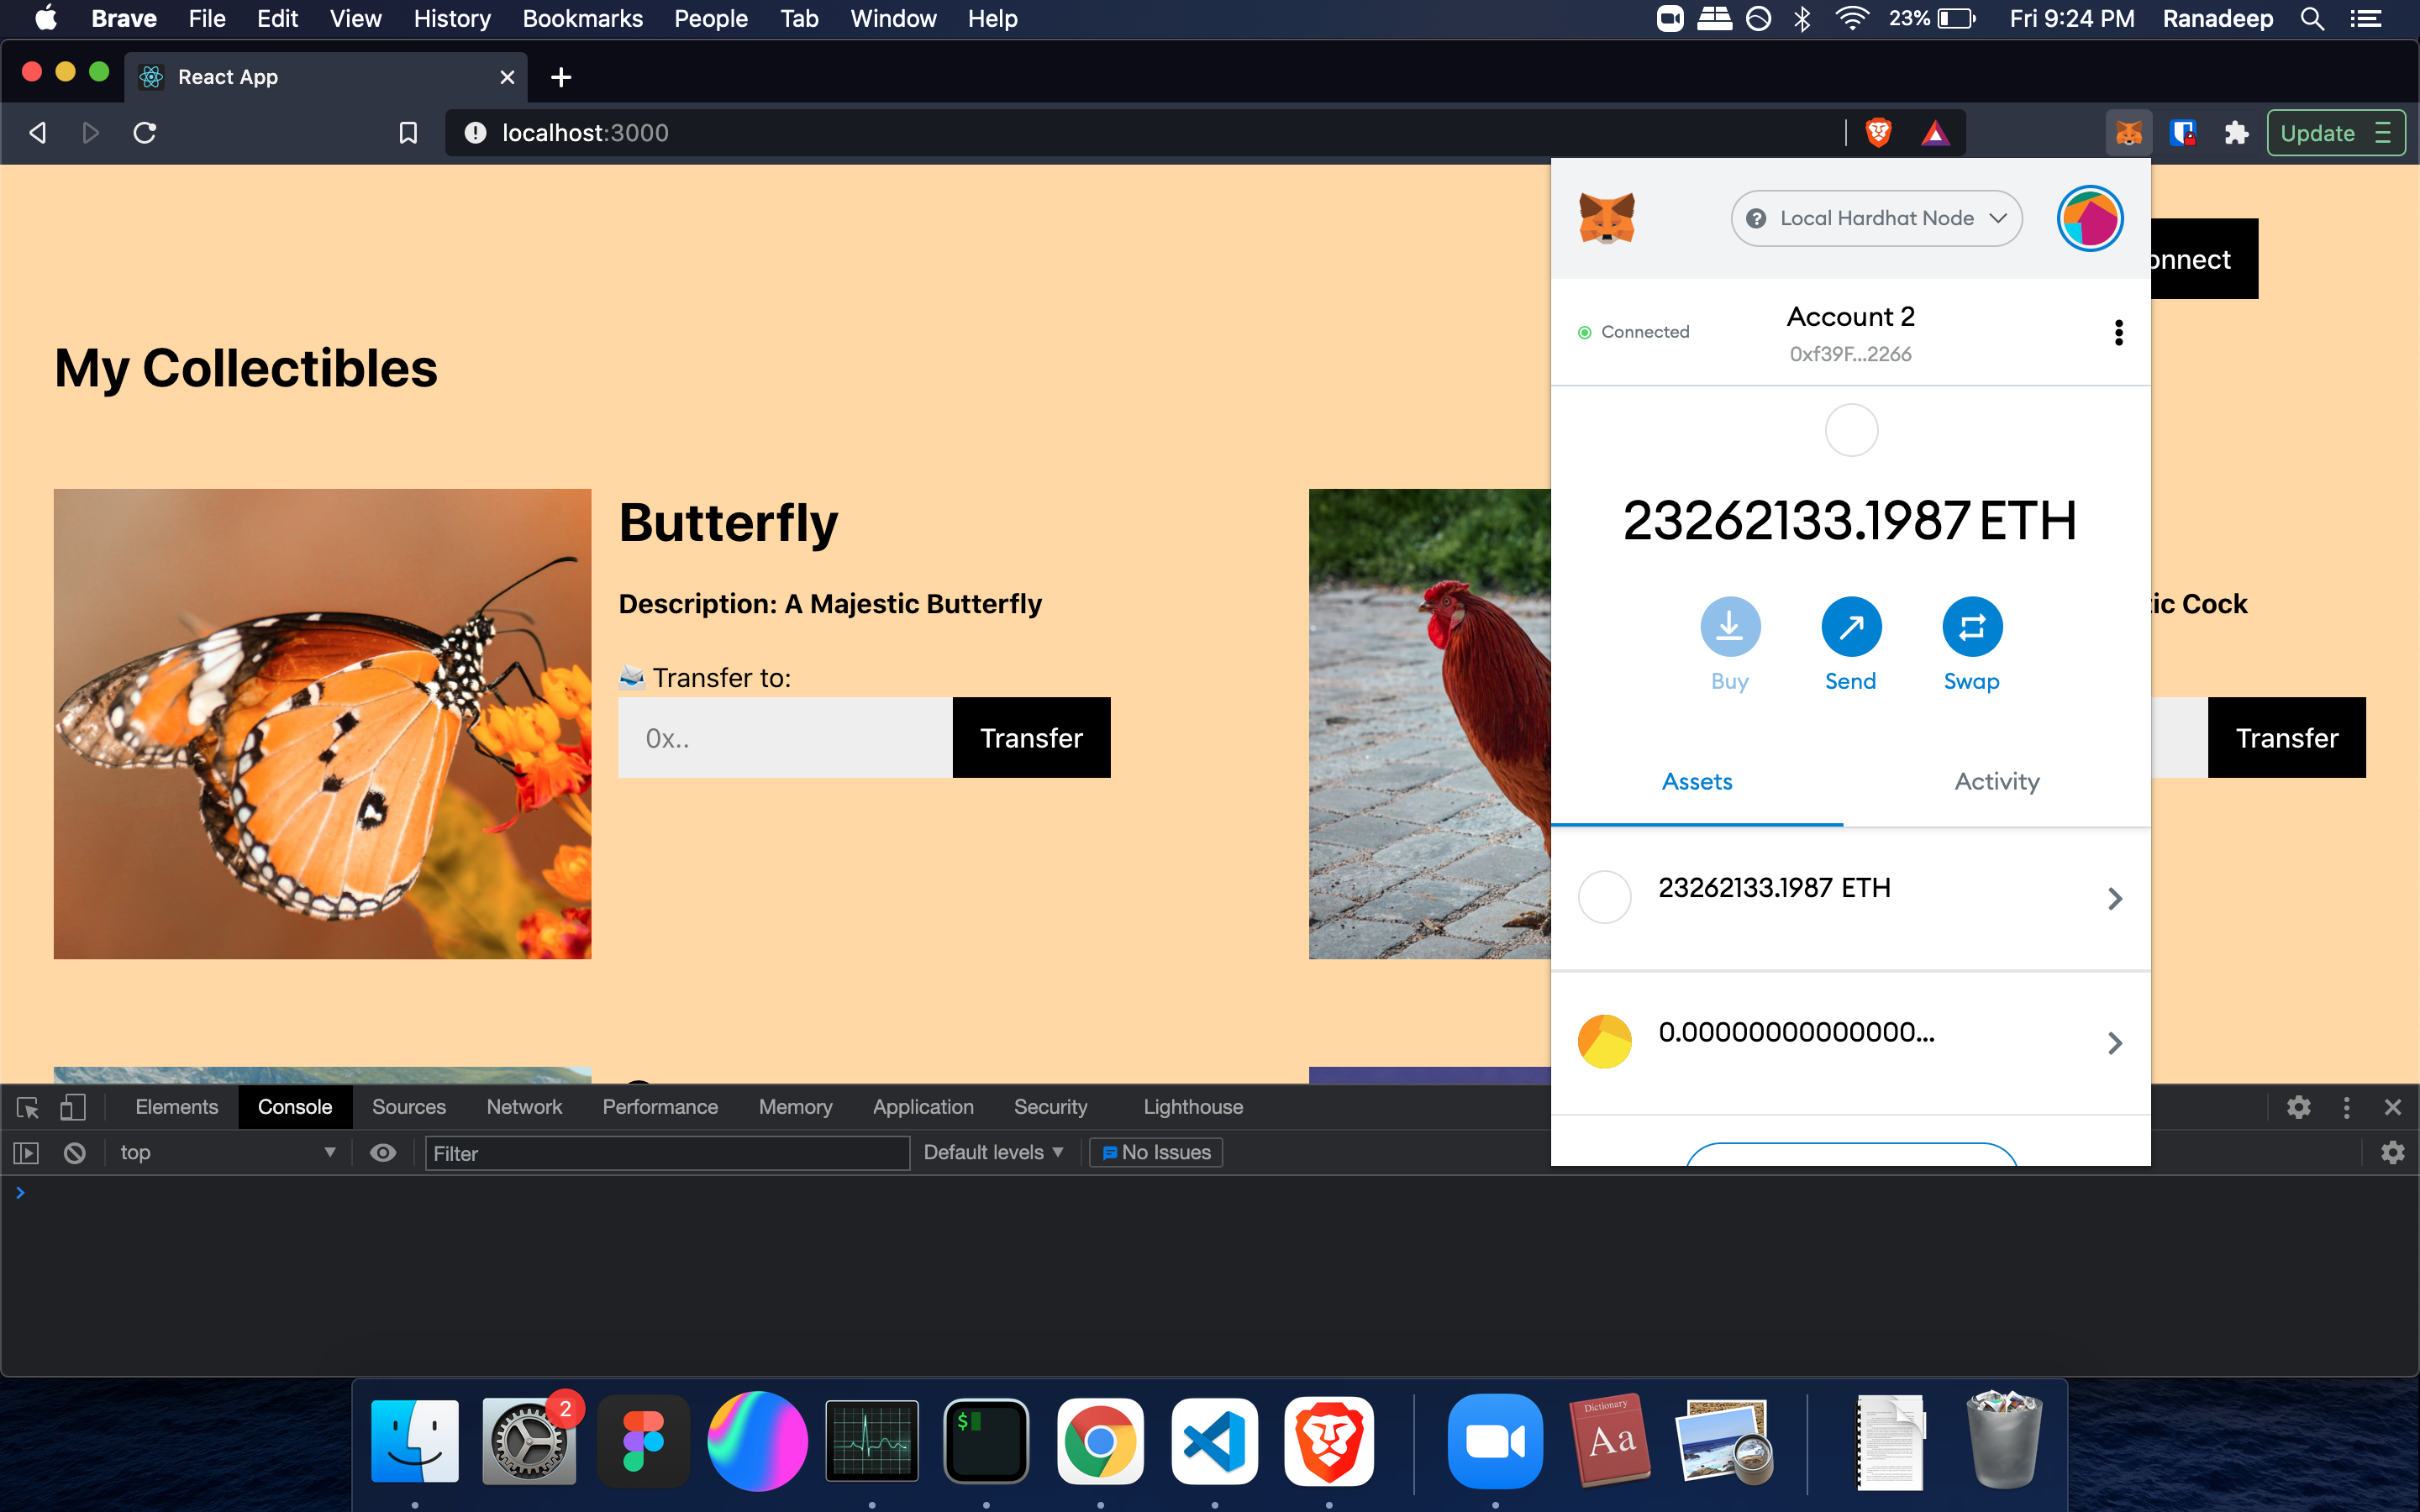 Brave File Edit View History Bookmarks People Tab Window Help 23% Fri 9:24 PM Ranadeep
React App
localhost:3000
Update
Local Hardhat Node
onnect
Connected
Account 2
0xf39F...2266
My Collectibles
23262133.1987 ETH
Butterfly
Description: A Majestic Butterfly
tic Cock
Buy Send Swap
📨 Transfer to:
0x..
Transfer
Transfer
Assets Activity
23262133.1987 ETH
0.00000000000000...
Elements Console Sources Network Performance Memory Application Security Lighthouse
top Filter Default levels No Issues
2
$
Dictionary
Aa